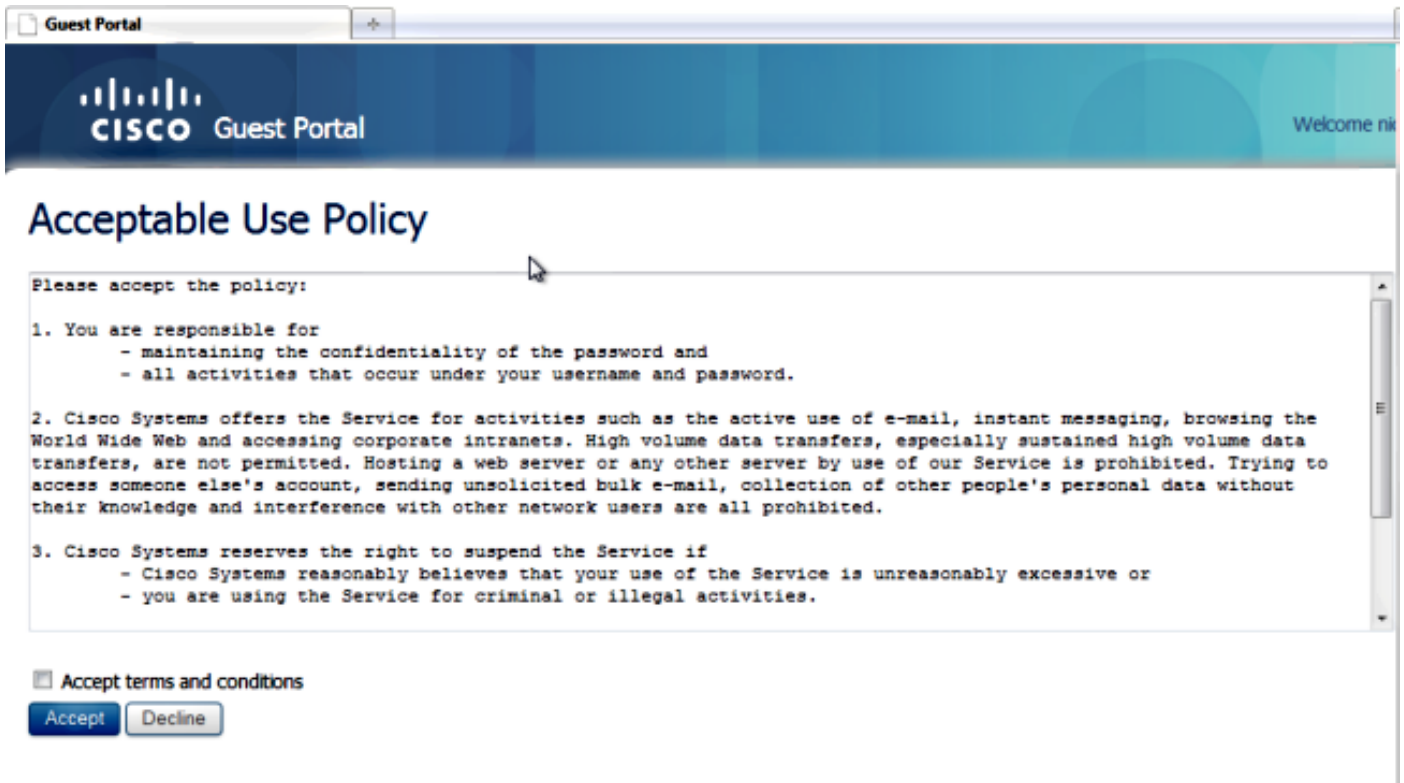 Guest Portal
CISCO Guest Portal
Welcome
Acceptable Use Policy
Please accept the policy:
1. You are responsible for
- maintaining the confidentiality of the password and
- all activities that occur under your username and password.
2. Cisco Systems offers the Service for activities such as the active use of e-mail, instant messaging, browsing the
World Wide Web and accessing corporate intranets. High volume data transfers, especially sustained high volume data
transfers, are not permitted. Hosting a web server or any other server by use of our Service is prohibited. Trying to
access someone else's account, sending unsolicited bulk e-mail, collection of other people's personal data without
their knowledge and interference with other network users are all prohibited.
3. Cisco Systems reserves the right to suspend the Service if
- Cisco Systems reasonably believes that your use of the Service is unreasonably excessive or
- you are using the Service for criminal or illegal activities.
Accept terms and conditions
Accept
Decline